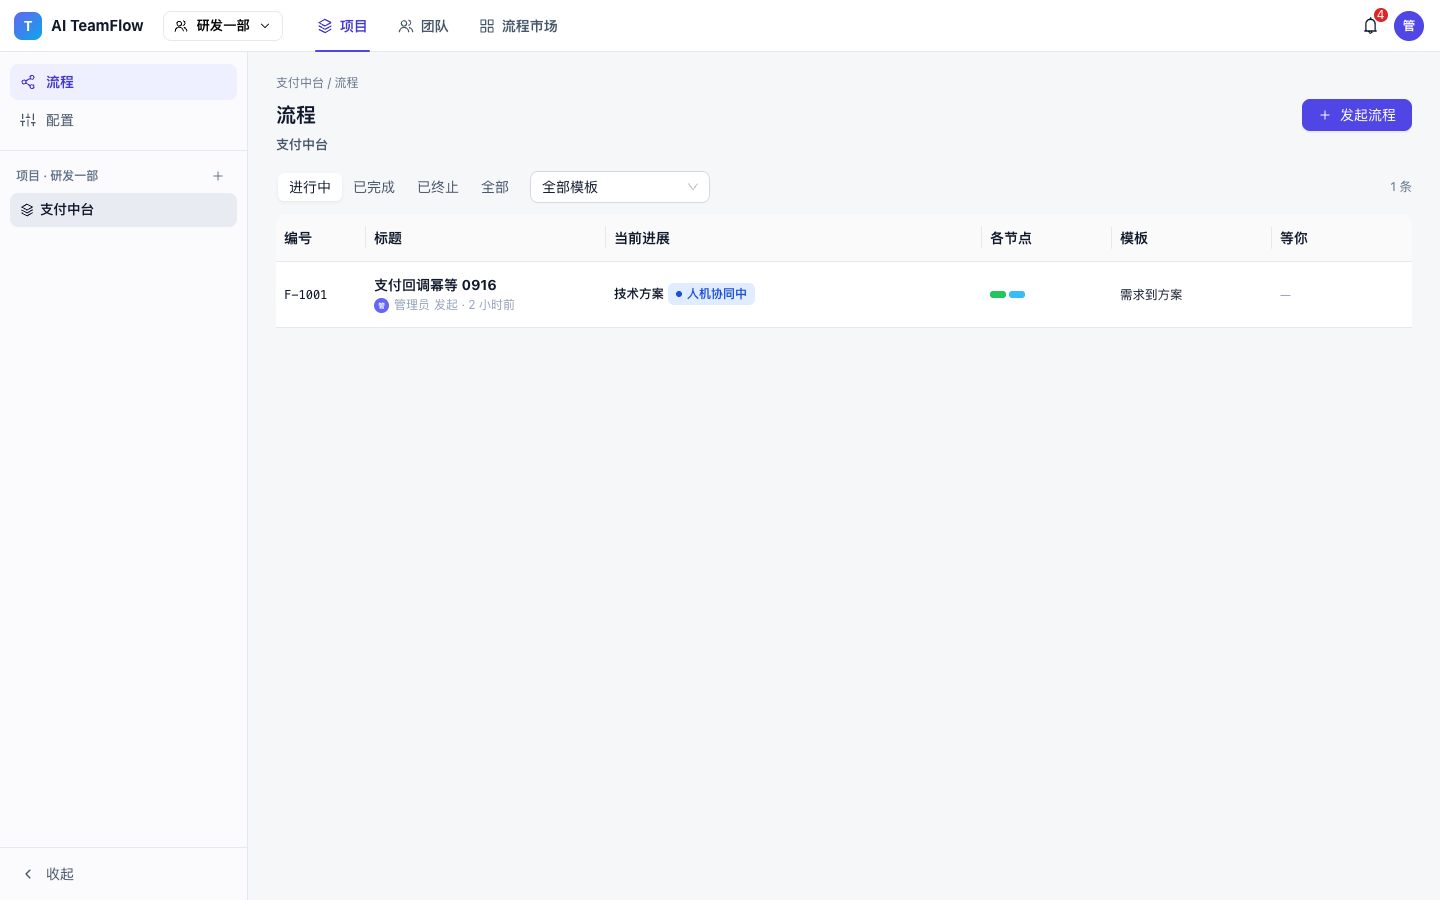 T AI TeamFlow 研发一部 项目 团队 流程市场 4 管
流程
配置
项目 · 研发一部
支付中台
收起
支付中台 / 流程
流程
发起流程
支付中台
进行中 已完成 已终止 全部 全部模板 1 条
编号 标题 当前进展 各节点 模板 等你
F-1001 支付回调幂等 0916 技术方案 人机协同中 需求到方案 —
管 管理员 发起 · 2 小时前